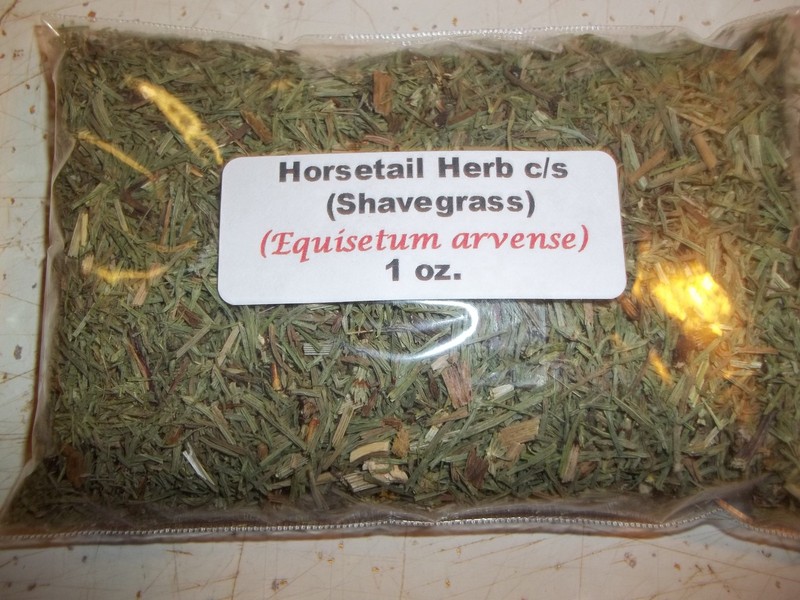 Horsetail Herb c/s
(Shavegrass)
(Equisetum arvense)
1 oz.